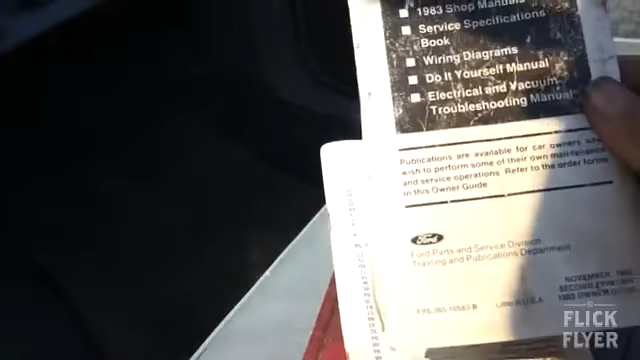 1983 Shop Manuals
Service Specifications
Book
Wiring Diagrams
Do It Yourself Manual
Electrical and Vacuum
Troubleshooting Manual
Publications are available for car owners who
wish to perform some of their own maintenance
and service operations. Refer to the order form
in this Owner Guide
Ford
Ford Parts and Service Division
Training and Publications Department
NOVEMBER,
SECOND PRINTING
1983
FLICK
FLYER